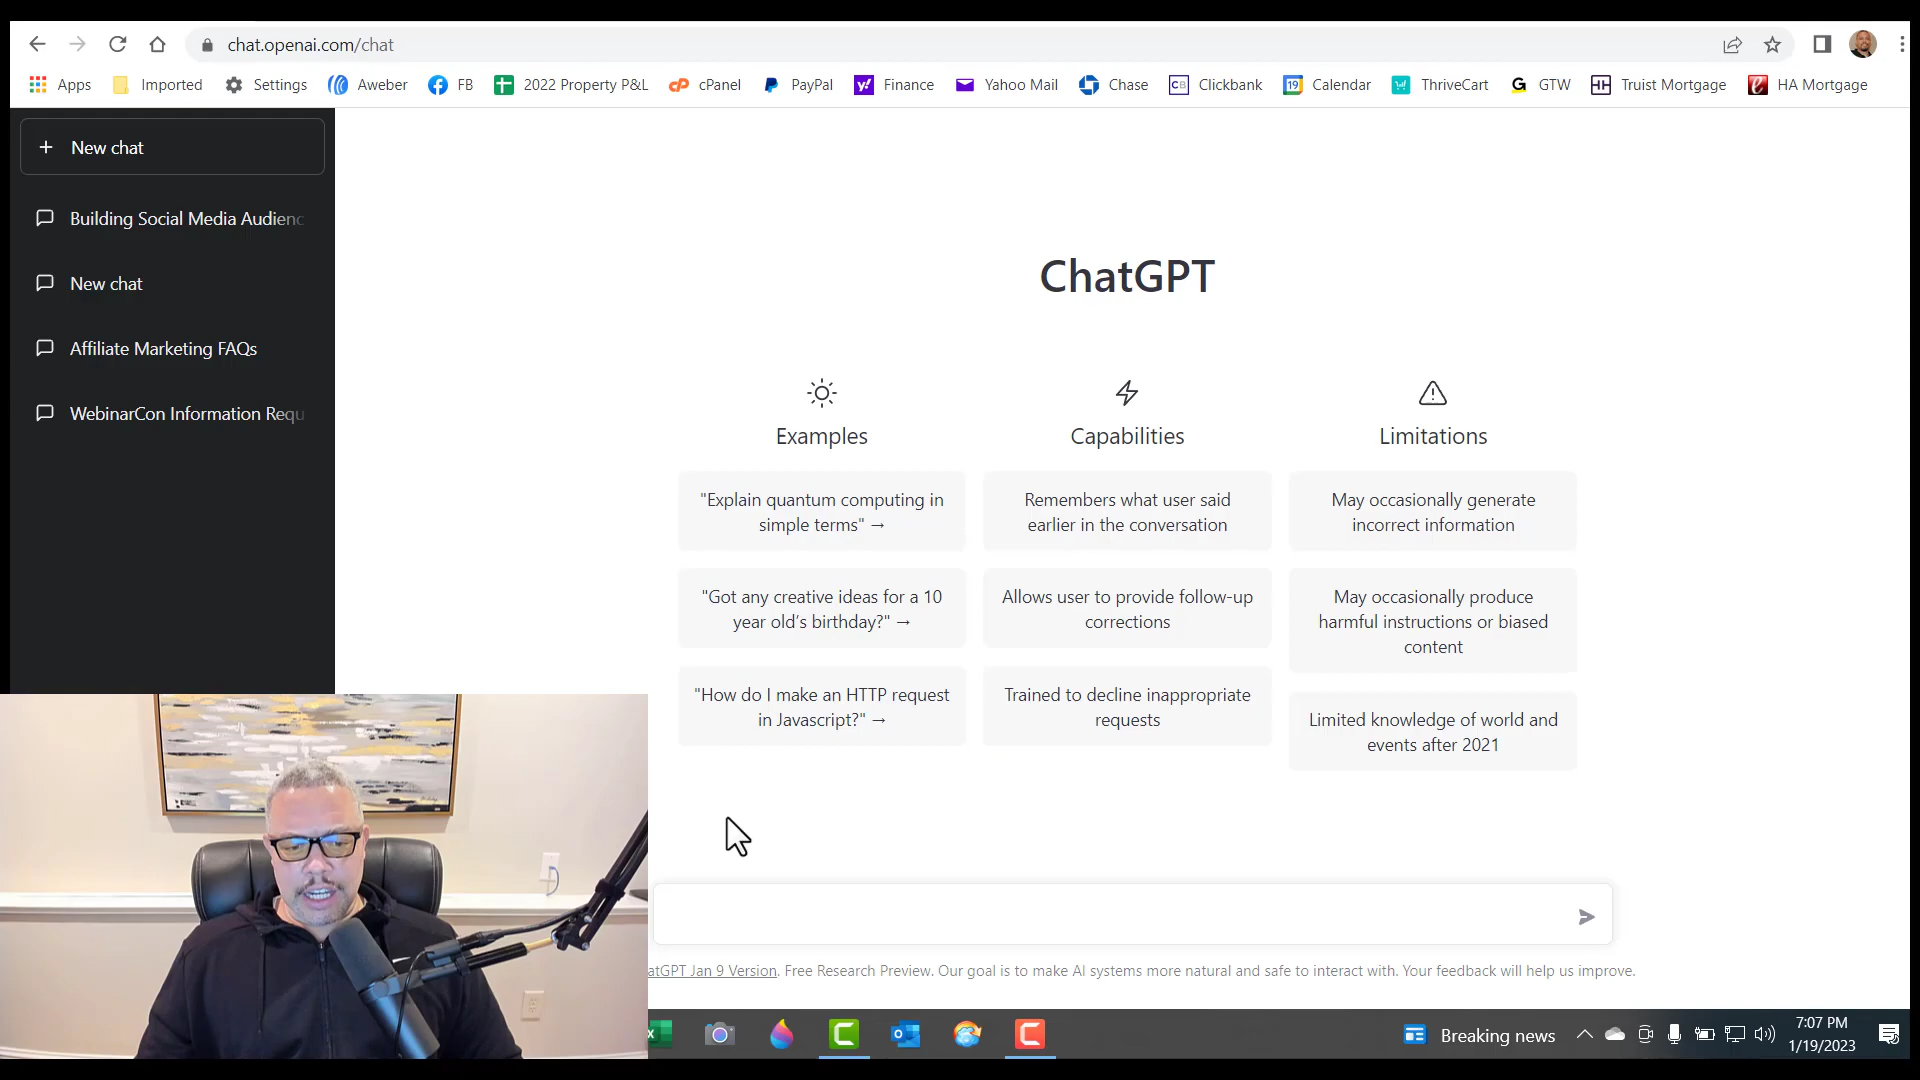 chat.openai.com/chat
Apps Imported Settings Aweber FB 2022 Property P&L cPanel PayPal Finance Yahoo Mail Chase Clickbank Calendar ThriveCart GTW Truist Mortgage HA Mortgage
New chat
Building Social Media Audienc
New chat
Affiliate Marketing FAQs
WebinarCon Information Requ
ChatGPT
Examples
"Explain quantum computing in
simple terms" →
"Got any creative ideas for a 10
year old's birthday?" →
"How do I make an HTTP request
in Javascript?" →
Capabilities
Remembers what user said
earlier in the conversation
Allows user to provide follow-up
corrections
Trained to decline inappropriate
requests
Limitations
May occasionally generate
incorrect information
May occasionally produce
harmful instructions or biased
content
Limited knowledge of world and
events after 2021
atGPT Jan 9 Version. Free Research Preview. Our goal is to make AI systems more natural and safe to interact with. Your feedback will help us improve.
Breaking news
7:07 PM
1/19/2023